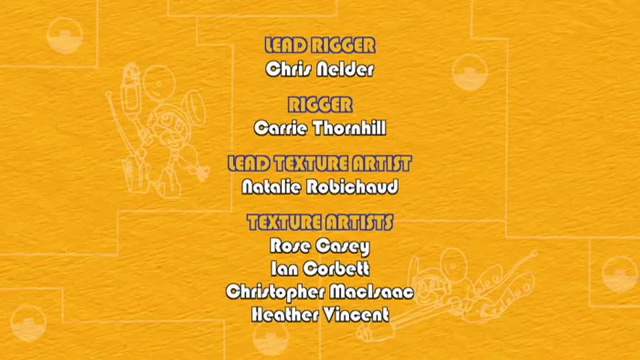 LEAD RIGGER
Chris Nelder
RIGGER
Carrie Thornhill
LEAD TEXTURE ARTIST
Natalie Robichaud
TEXTURE ARTISTS
Rose Casey
Ian Corbett
Christopher MacIsaac
Heather Vincent